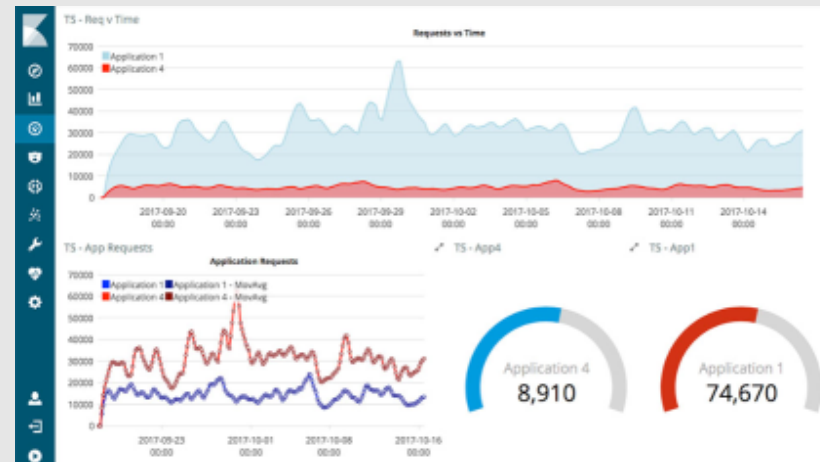 TS - Req v Time
Requests vs Time
70000
Application 1
60000
Application 4
50000
40000
30000
20000
10000
0
2017-09-20 2017-09-23 2017-09-26 2017-09-29 2017-10-02 2017-10-05 2017-10-08 2017-10-11 2017-10-14
00:00 00:00 00:00 00:00 00:00 00:00 00:00 00:00 00:00
TS - App Requests
Application Requests
70000
Application 1 Application 1 - MovAvg
60000
Application 4 Application 4 - MovAvg
50000
40000
30000
20000
10000
0
2017-09-23 2017-10-01 2017-10-08 2017-10-16
00:00 00:00 00:00 00:00
TS - App4
Application 4
8,910
TS - App1
Application 1
74,670